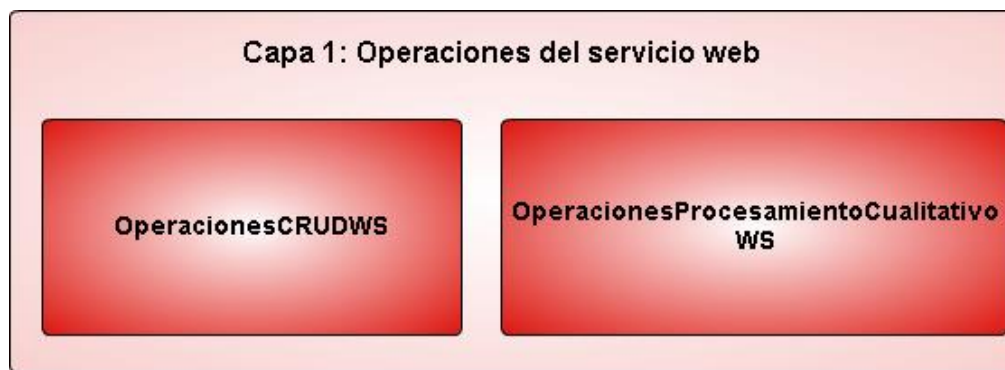 Capa 1: Operaciones del servicio web
OperacionesCRUDWS
OperacionesProcesamientoCualitativo
WS